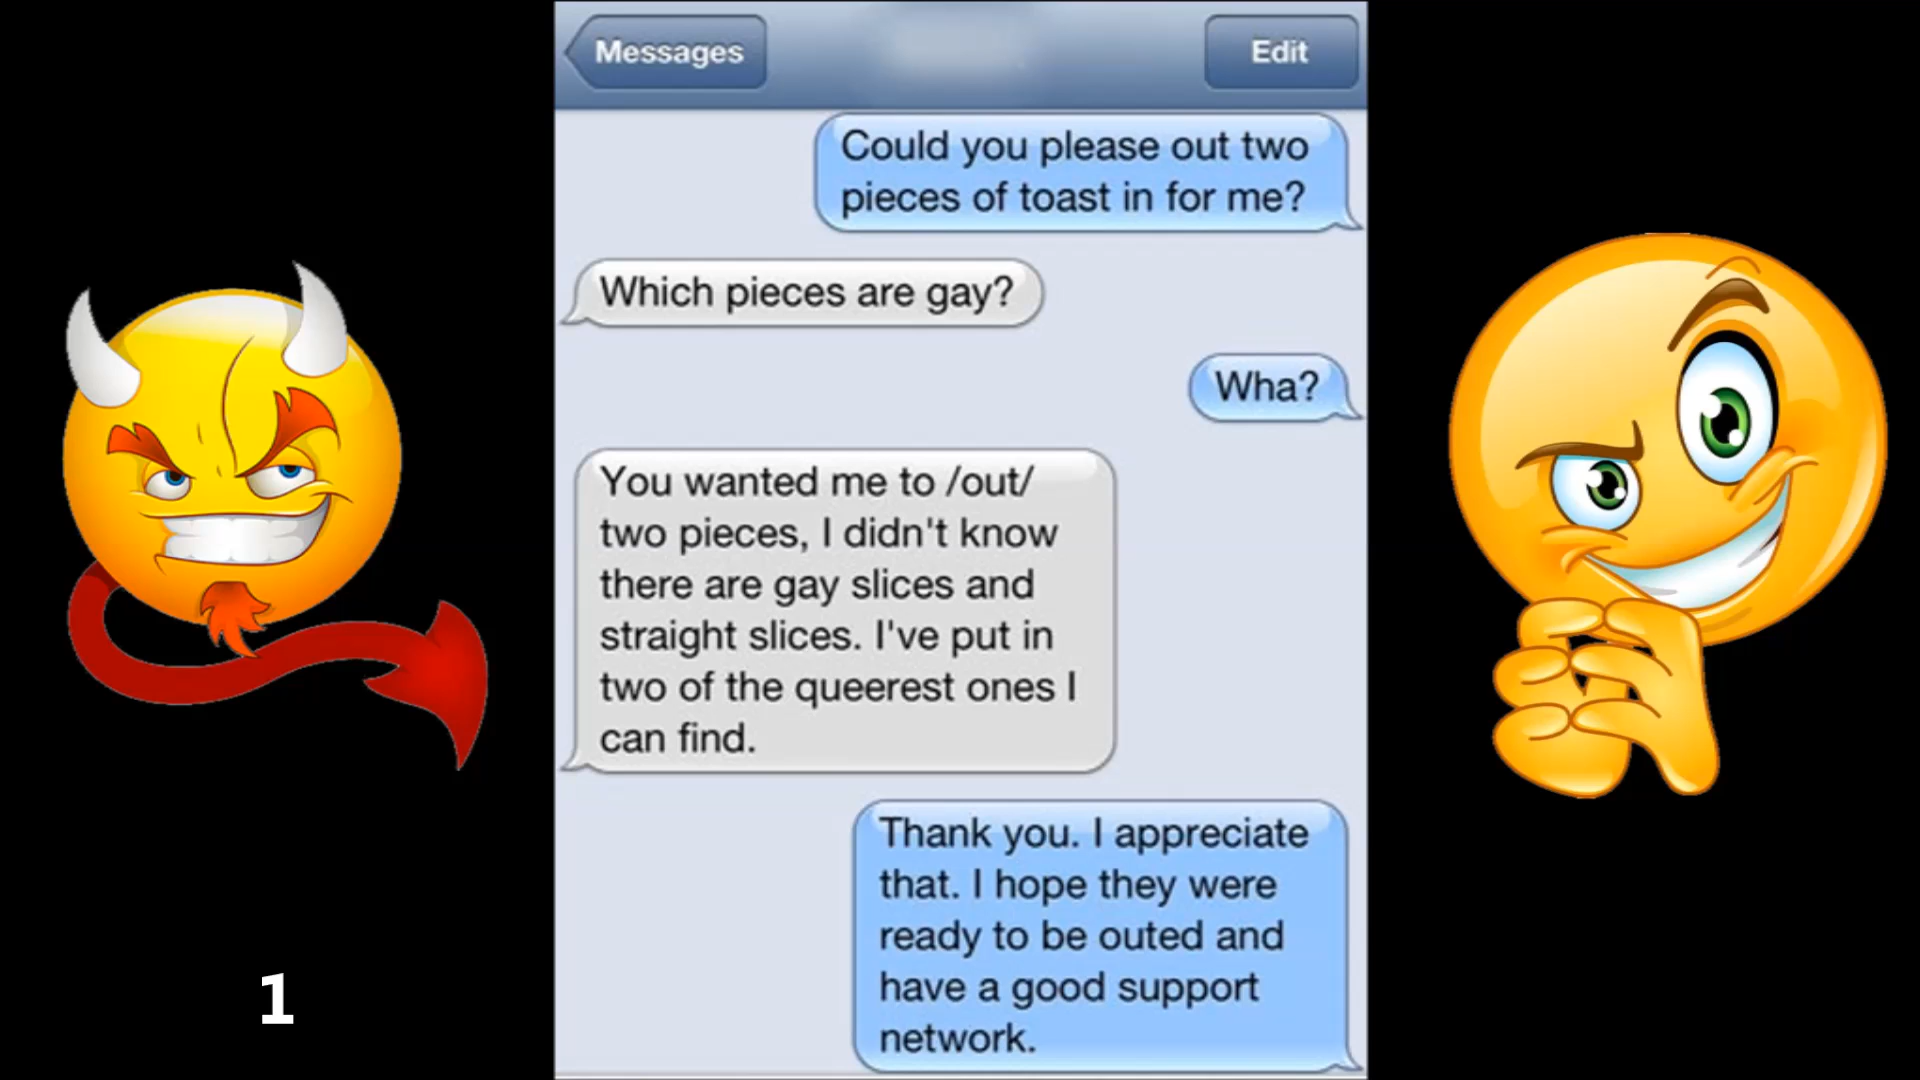 Messages
Edit
Could you please out two
pieces of toast in for me?
Which pieces are gay?
Wha?
You wanted me to /out/
two pieces, I didn't know
there are gay slices and
straight slices. I've put in
two of the queerest ones I
can find.
Thank you. I appreciate
that. I hope they were
ready to be outed and
have a good support
network.
1